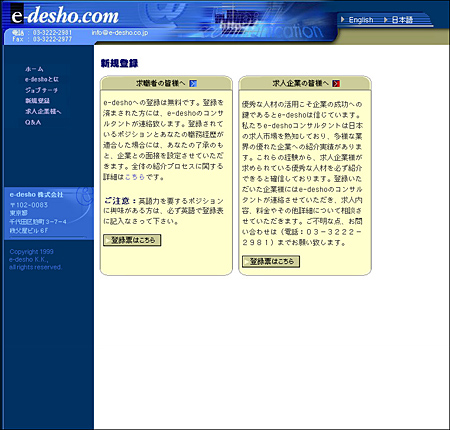 e-desho.com
電話 : 03-3222-2981 info@e-desho.co.jp
fax : 03-3222-2977
English 日本語
ホーム
e-deshoとは
ジョブサーチ
新規登録
求人企業様へ
Q&A
e-desho 株式会社
〒102-0083
東京都
千代田区麹町3-7-4
秩父屋ビル 6F
Copyright 1999
e-desho K.K.,
all rights reserved.
新規登録
求職者の皆様へ
e-deshoへの登録は無料です。登録を
済まされた方には、e-deshoのコンサ
ルタントが連絡致します。登録されて
いるポジションとあなたの職務経歴が
適合した場合には、あなたの了承のも
と、企業との面接を設定させていただ
きます。全体の紹介プロセスに関する
詳細はこちらです。
ご注意：英語力を要するポジション
に興味がある方は、必ず英語で登録表
に記入なさって下さい。
登録票はこちら
求人企業の皆様へ
優秀な人材の活用こそ企業の成功への
鍵であるとe-deshoは信じています。
私たちe-deshoコンサルタントは日本
の求人市場を熟知しており、多様な業
界の優れた企業への紹介実績がありま
す。これらの経験から、求人企業様が
求められている優秀な人材を必ず紹介
できると確信しております。登録いた
だいた企業様にはe-deshoのコンサル
タントが連絡させていただき、求人内
容、料金やその他詳細について相談さ
せていただきます。ご不明な点、お問
い合わせは（電話：03-3222-
2981）までお願い致します。
登録票はこちら